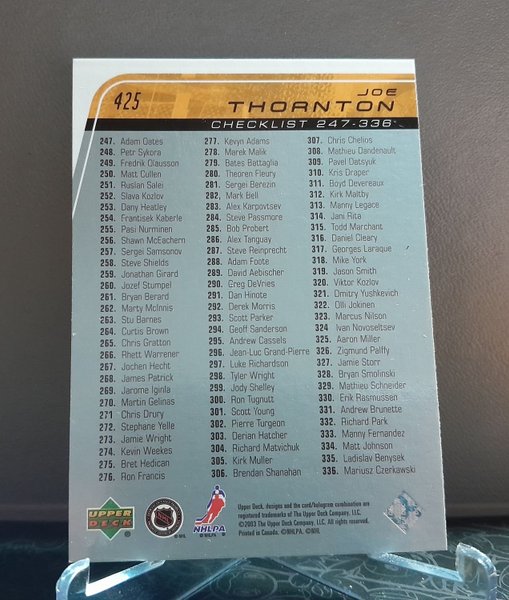 425
JOE
THORNTON
CHECKLIST 247-336
247. Adam Oates
248. Petr Sykora
249. Fredrik Olausson
250. Matt Cullen
251. Ruslan Salei
252. Slava Kozlov
253. Dany Heatley
254. Frantisek Kaberle
255. Pasi Nurminen
256. Shawn McEachern
257. Sergei Samsonov
258. Steve Shields
259. Jonathan Girard
260. Jozef Stumpel
261. Bryan Berard
262. Marty McInnis
263. Stu Barnes
264. Curtis Brown
265. Chris Gratton
266. Rhett Warrener
267. Jochen Hecht
268. James Patrick
269. Jarome Iginla
270. Martin Gelinas
271. Chris Drury
272. Stephane Yelle
273. Jamie Wright
274. Kevin Weekes
275. Bret Hedican
276. Ron Francis
277. Kevyn Adams
278. Marek Malik
279. Bates Battaglia
280. Theoren Fleury
281. Sergei Berezin
282. Mark Bell
283. Alex Karpovtsev
284. Steve Passmore
285. Bob Probert
286. Alex Tanguay
287. Steve Reinprecht
288. Adam Foote
289. David Aebischer
290. Greg DeVries
291. Dan Hinote
292. Derek Morris
293. Scott Parker
294. Geoff Sanderson
295. Andrew Cassels
296. Jean-Luc Grand-Pierre
297. Luke Richardson
298. Tyler Wright
299. Jody Shelley
300. Ron Tugnutt
301. Scott Young
302. Pierre Turgeon
303. Derian Hatcher
304. Richard Matvichuk
305. Kirk Muller
306. Brendan Shanahan
307. Chris Chelios
308. Mathieu Dandenault
309. Pavel Datsyuk
310. Kris Draper
311. Boyd Devereaux
312. Kirk Maltby
313. Manny Legace
314. Jani Rita
315. Todd Marchant
316. Daniel Cleary
317. Georges Laraque
318. Mike York
319. Jason Smith
320. Viktor Kozlov
321. Dmitry Yushkevich
322. Olli Jokinen
323. Marcus Nilson
324 Ivan Novoseltsev
325. Aaron Miller
326. Zigmund Palffy
327. Jamie Storr
328. Bryan Smolinski
329. Mathieu Schneider
330. Erik Rasmussen
331. Andrew Brunette
332. Richard Park
333. Manny Fernandez
334. Matt Johnson
335. Ladislav Benysek
336. Mariusz Czerkawski
UPPER
DECK
NHL
©NHL
NHLPA
©NHLPA
Upper Deck, designs and the card/hologram combination are
registered trademarks of The Upper Deck Company, LLC.
©2003 The Upper Deck Company, LLC. All rights reserved.
Printed in Canada. ©NHLPA. ©NHL